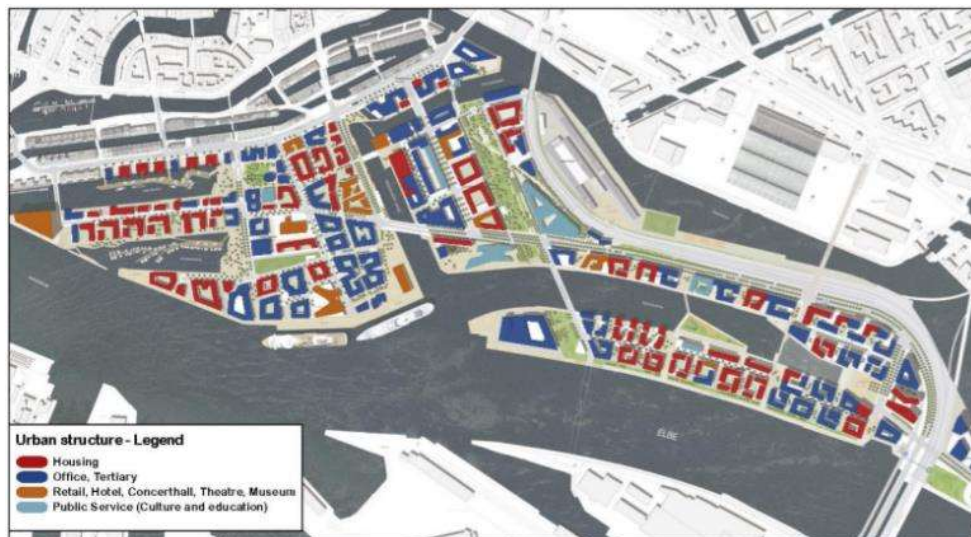 ELBE
Urban structure - Legend
Housing
Office, Tertiary
Retail, Hotel, Concerthall, Theatre, Museum
Public Service (Culture and education)